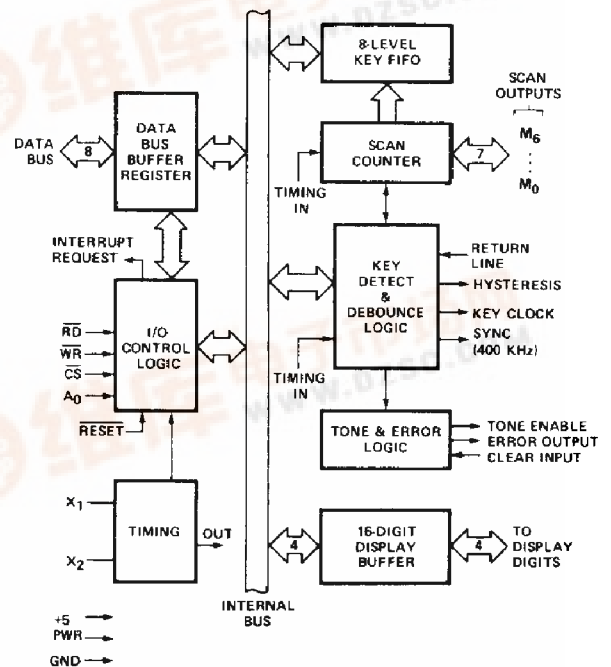 8-LEVEL
KEY FIFO
SCAN
OUTPUTS
M6
M0
7
SCAN
COUNTER
TIMING
IN
DATA
BUS
8
DATA
BUS
BUFFER
REGISTER
INTERRUPT
REQUEST
I/O
CONTROL
LOGIC
RD
WR
CS
A0
RESET
KEY
DETECT
&
DEBOUNCE
LOGIC
RETURN
LINE
HYSTERESIS
KEY CLOCK
SYNC
(400 KHz)
TIMING
IN
TONE & ERROR
LOGIC
TONE ENABLE
ERROR OUTPUT
CLEAR INPUT
X1
X2
TIMING
OUT
4
16-DIGIT
DISPLAY
BUFFER
4
TO
DISPLAY
DIGITS
INTERNAL
BUS
+5
PWR
GND